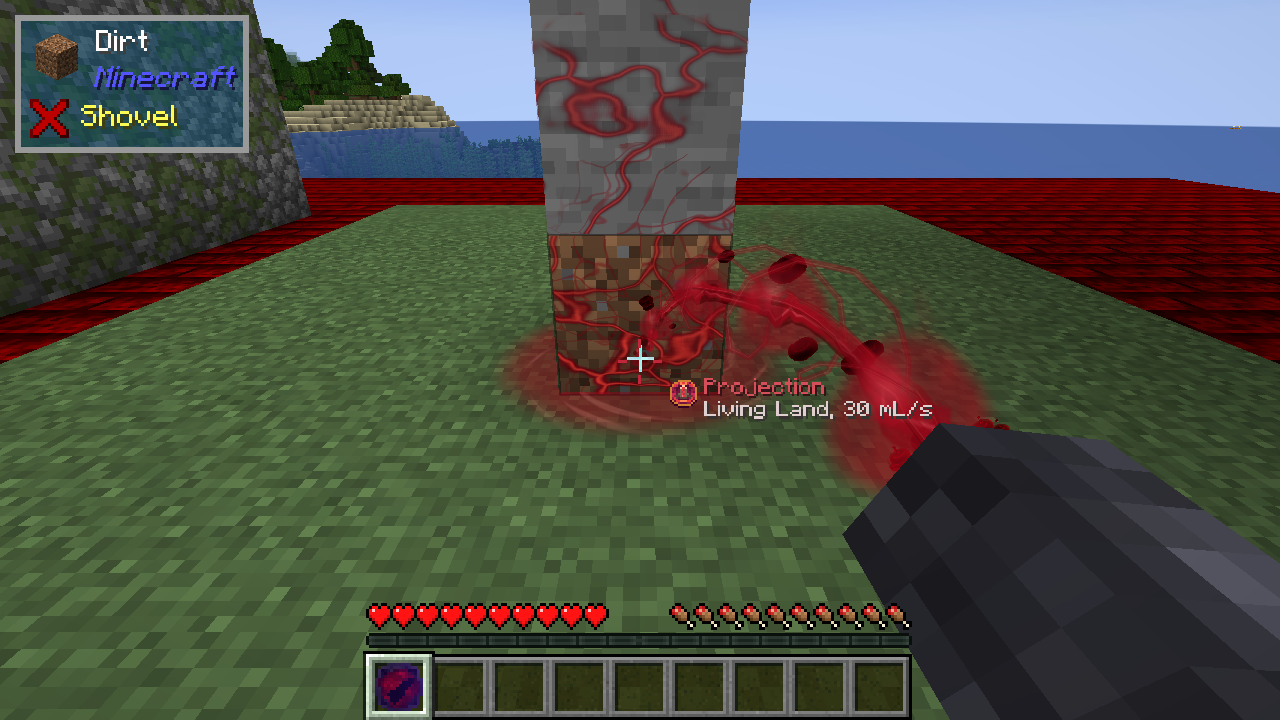 Dirt
Minecraft
Shovel
Projection
Living Land, 30 mL/s